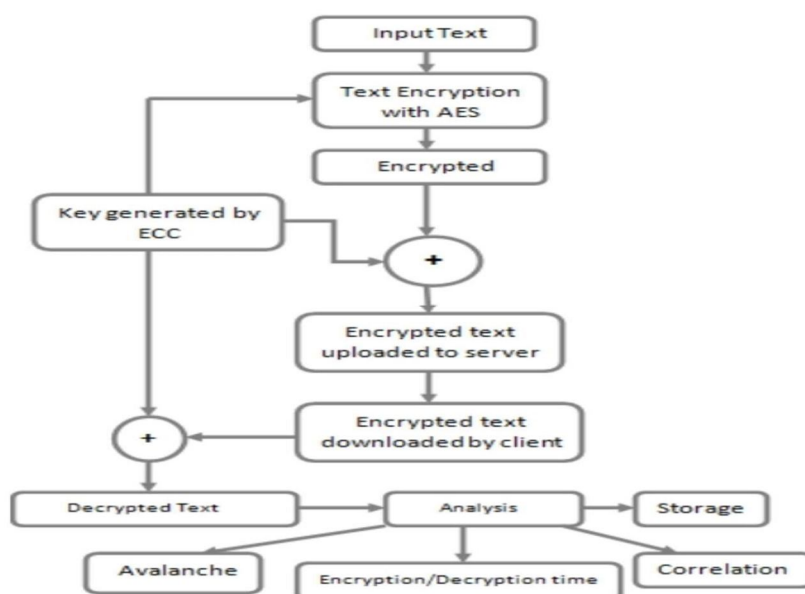 Input Text
Text Encryption
with AES
Encrypted
Key generated by
ECC
+
Encrypted text
uploaded to server
Encrypted text
downloaded by client
+
Decrypted Text
Analysis
Storage
Avalanche
Encryption/Decryption time
Correlation